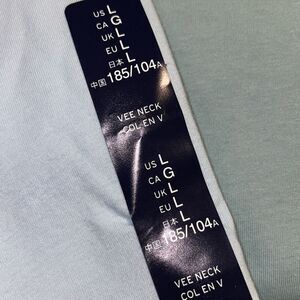 US L
CA G
UK L
EU L
日本 L
中国 185/104A
VEE NECK
COL EN V
US L
CA G
UK L
EU L
日本 L
中国 185/104A
VEE NECK
COL EN V